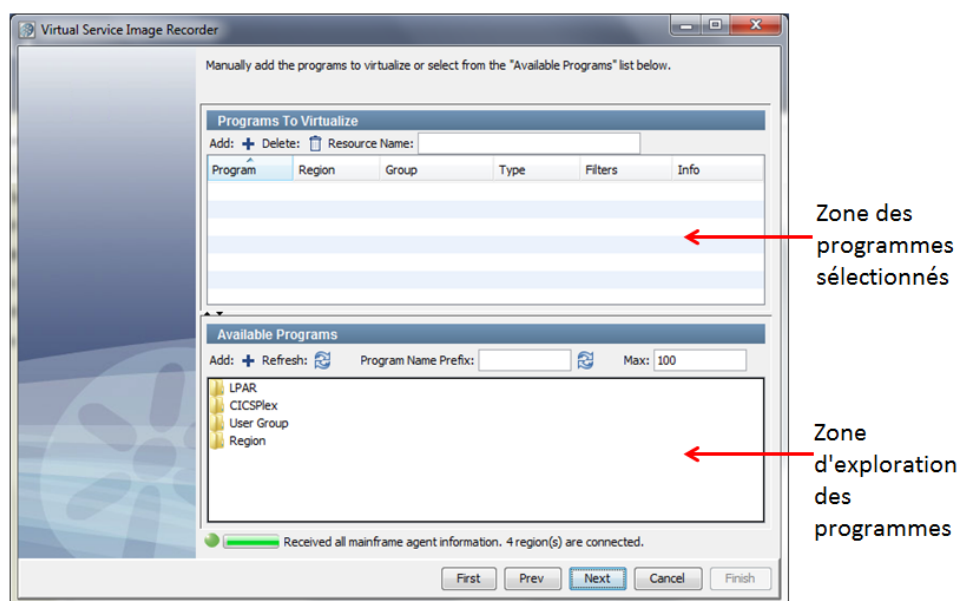 Virtual Service Image Recorder
Manually add the programs to virtualize or select from the "Available Programs" list below.
Programs To Virtualize
Add: Delete: Resource Name:
Program Region Group Type Filters Info
Zone des
programmes
sélectionnés
Available Programs
Add: Refresh: Program Name Prefix: Max: 100
LPAR
CICSPlex
User Group
Region
Zone
d'exploration
des
programmes
Received all mainframe agent information. 4 region(s) are connected.
First Prev Next Cancel Finish